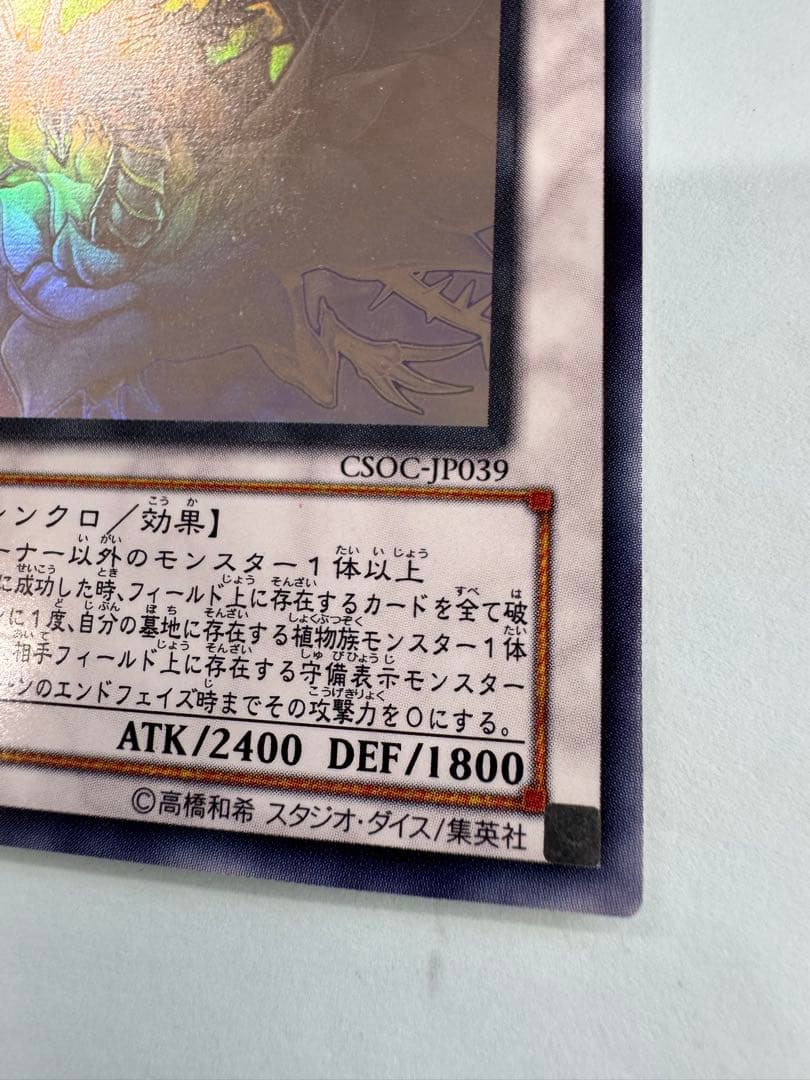 CSOC-JP039
シンクロ/効果】
ーナー以外のモンスター1体以上
に成功した時、フィールド上に存在するカードを全て破
ンに1度、自分の墓地に存在する植物族モンスター1体
相手フィールド上に存在する守備表示モンスター
ーンのエンドフェイズ時までその攻撃力を0にする。
ATK/2400 DEF/1800
©高橋和希 スタジオ・ダイス/集英社